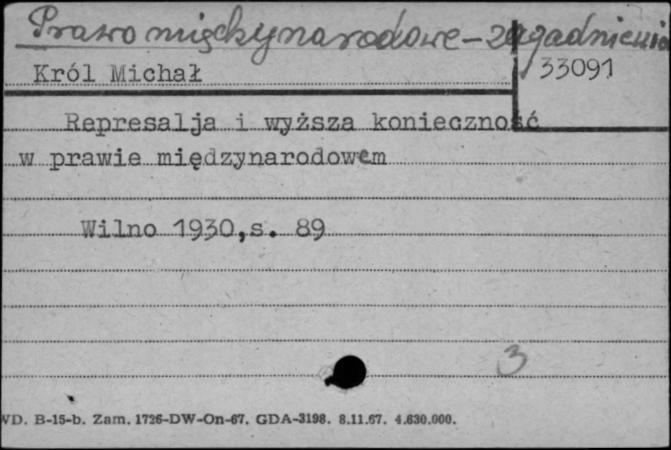 Prawo międzynarodowe - zagadnienia
Król Michał
33091
Represalja i wyższa konieczność
w prawie międzynarodowem
Wilno 1930,s. 89
3
WD. B-15-b. Zam. 1726-DW-On-67. GDA-3198. 8.11.67. 4.630.000.